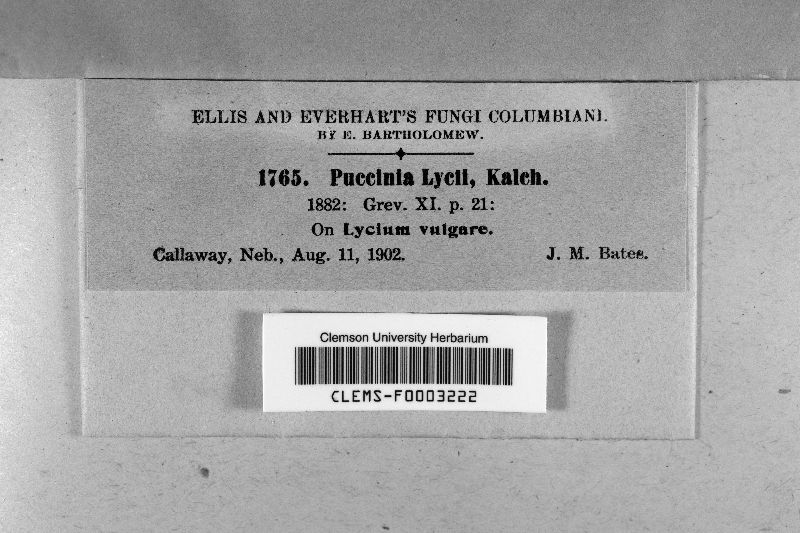 ELLIS AND EVERHART'S FUNGI COLUMBIANI.
BY E. BARTHOLOMEW.
1765. Puccinia Lycii, Kalch.
1882: Grev. XI. p. 21:
On Lycium vulgare.
Callaway, Neb., Aug. 11, 1902. J. M. Bates.
Clemson University Herbarium
CLEMS-F0003222